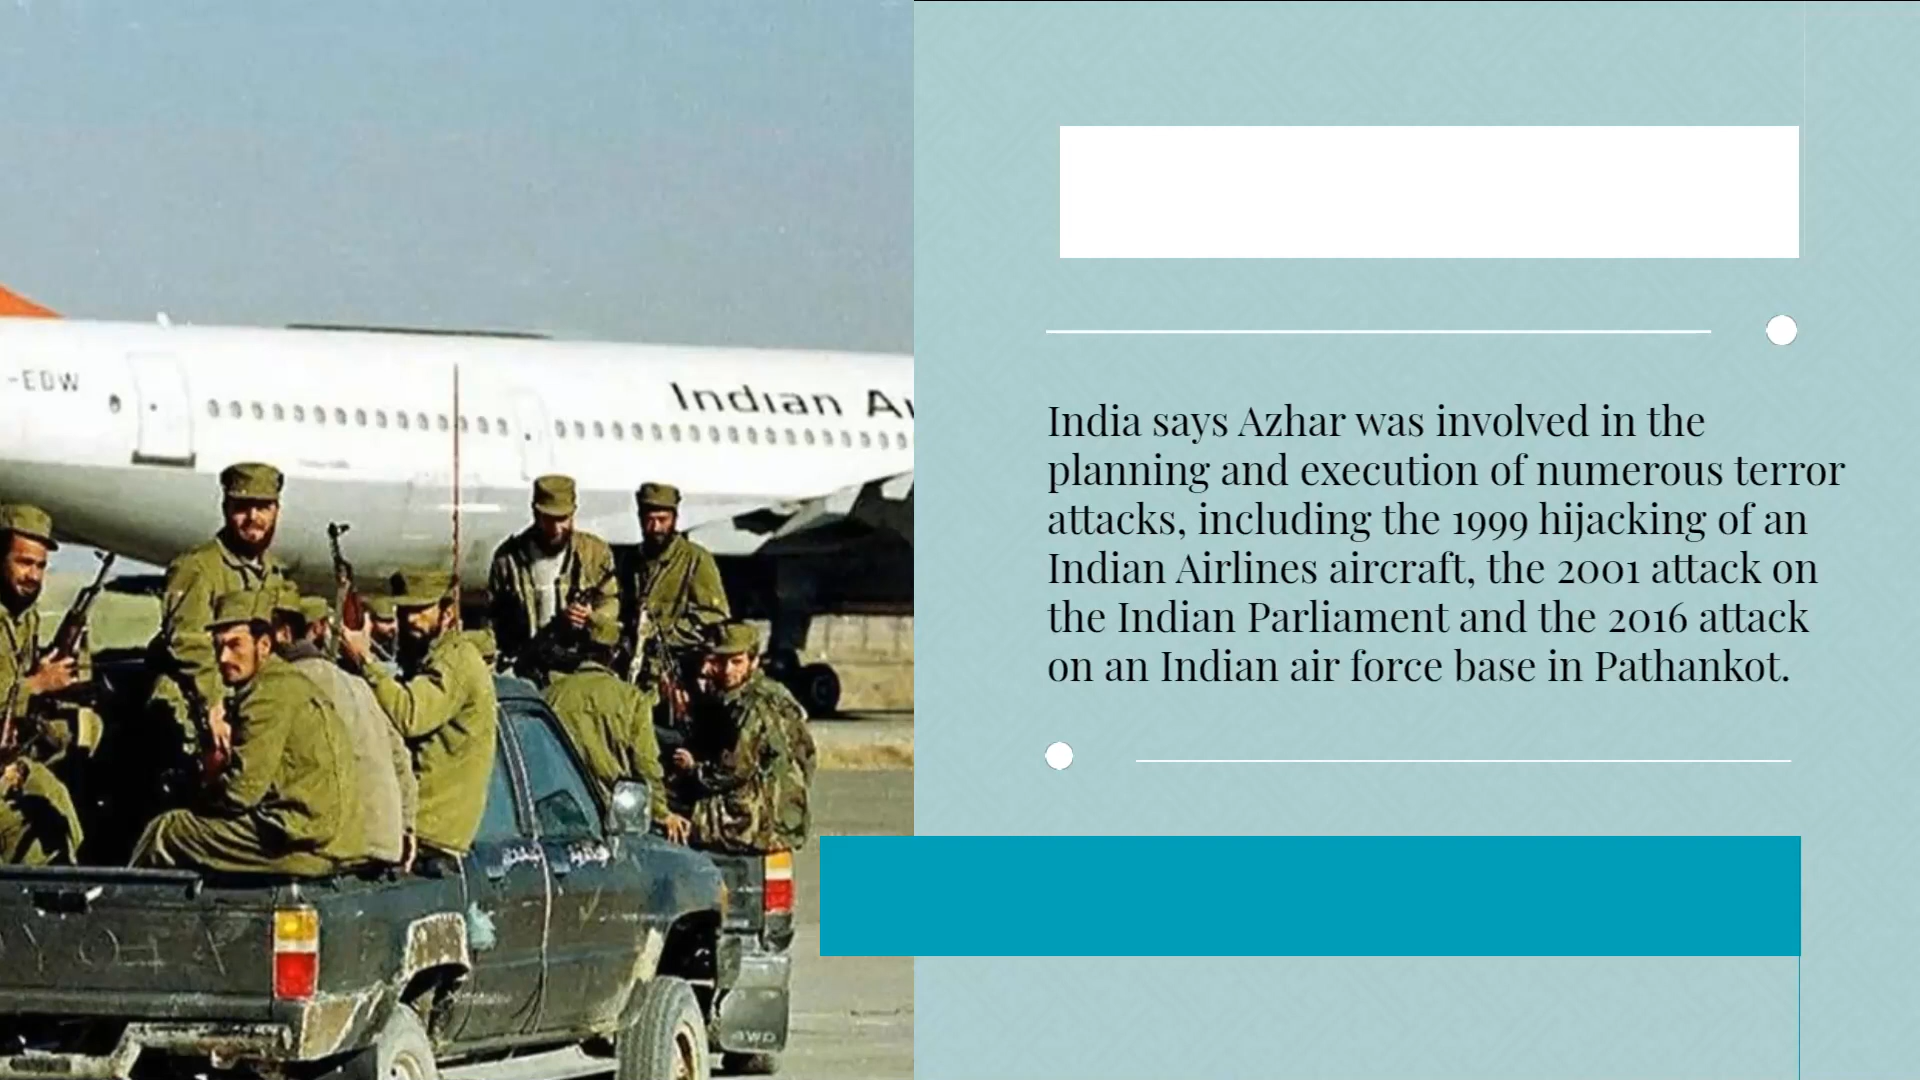 -EDW
Indian Ai
India says Azhar was involved in the
planning and execution of numerous terror
attacks, including the 1999 hijacking of an
Indian Airlines aircraft, the 2001 attack on
the Indian Parliament and the 2016 attack
on an Indian air force base in Pathankot.
4WD